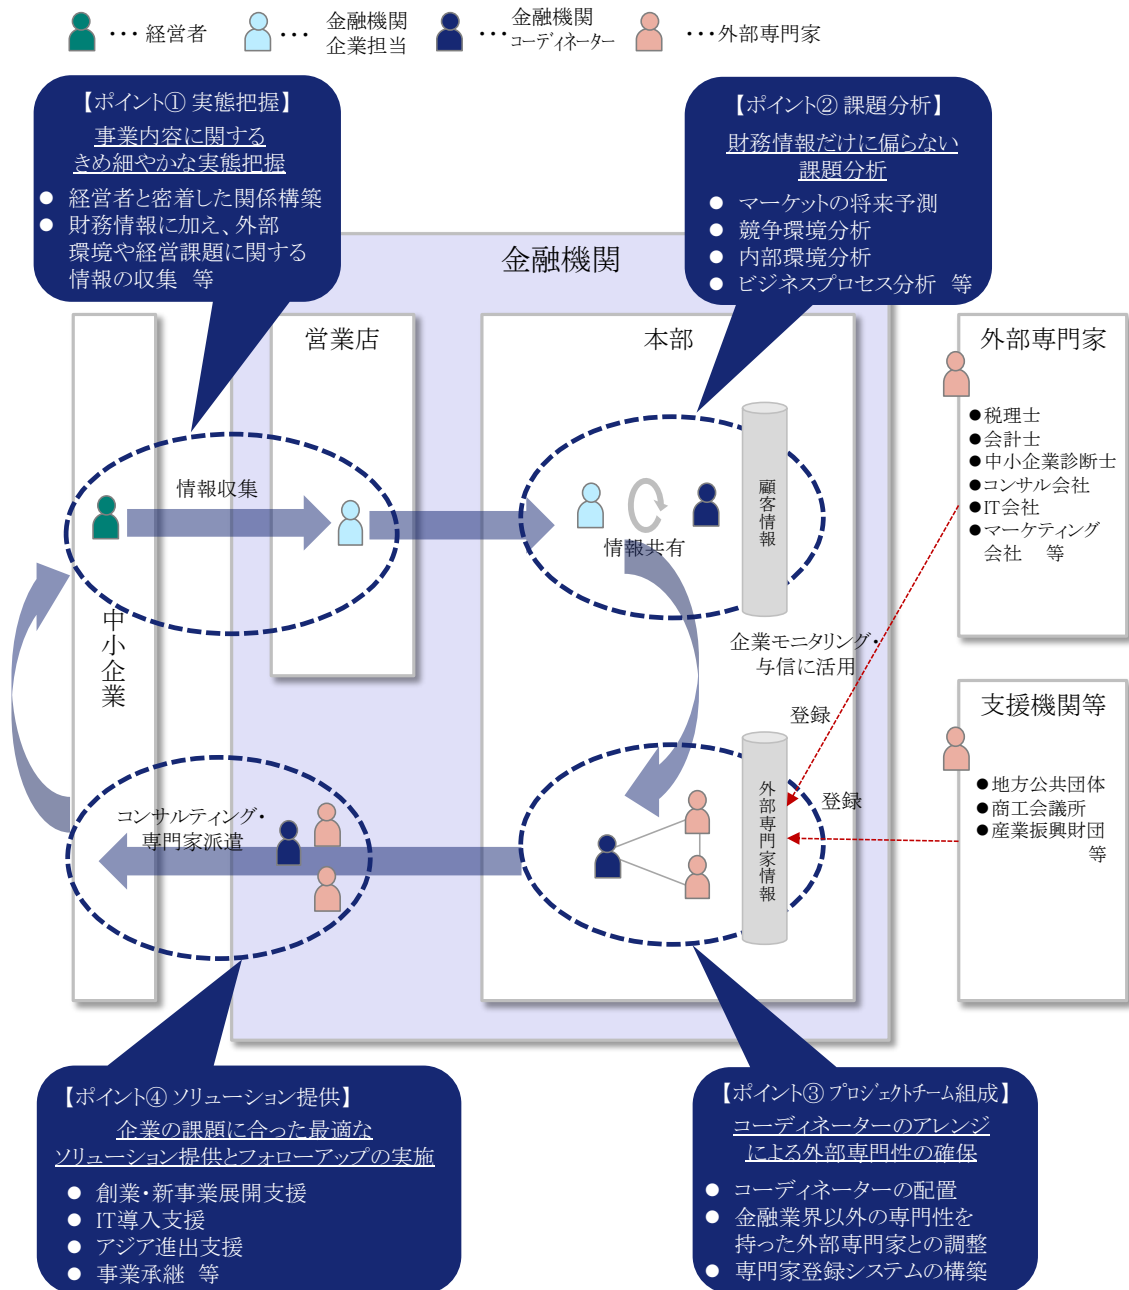 …経営者
…金融機関
企業担当
…金融機関
コーディネーター
…外部専門家
【ポイント① 実態把握】
事業内容に関する
きめ細やかな実態把握
● 経営者と密着した関係構築
● 財務情報に加え、外部
環境や経営課題に関する
情報の収集 等
【ポイント② 課題分析】
財務情報だけに偏らない
課題分析
● マーケットの将来予測
● 競争環境分析
● 内部環境分析
● ビジネスプロセス分析 等
金融機関
営業店
本部
外部専門家
●税理士
●会計士
●中小企業診断士
●コンサル会社
●IT会社
●マーケティング
会社 等
情報収集
情報共有
顧客情報
中小企業
企業モニタリング・
与信に活用
登録
支援機関等
●地方公共団体
●商工会議所
●産業振興財団
等
登録
外部専門家情報
コンサルティング・
専門家派遣
【ポイント④ ソリューション提供】
企業の課題に合った最適な
ソリューション提供とフォローアップの実施
● 創業・新事業展開支援
● IT導入支援
● アジア進出支援
● 事業承継 等
【ポイント③ プロジェクトチーム組成】
コーディネーターのアレンジ
による外部専門性の確保
● コーディネーターの配置
● 金融業界以外の専門性を
持った外部専門家との調整
● 専門家登録システムの構築